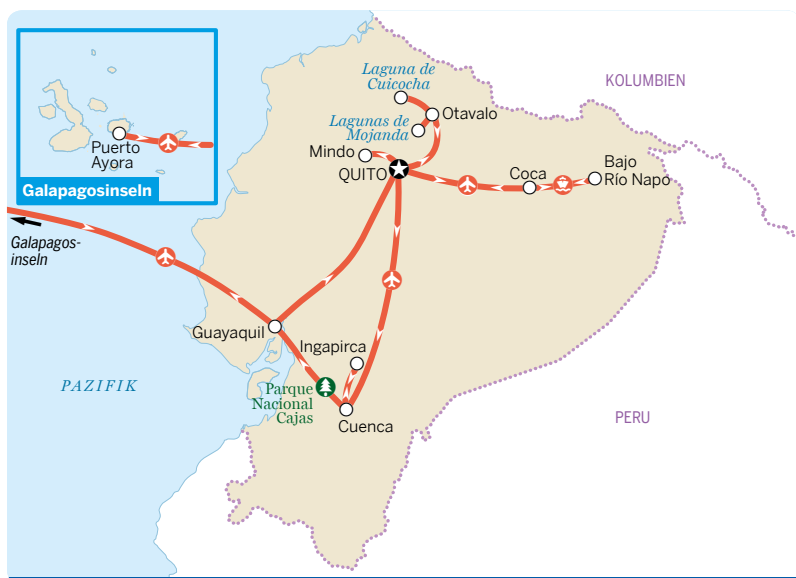 Puerto
Ayora
Galapagosinseln
Galapagos-
inseln
KOLUMBIEN
Laguna de
Cuicocha
Otavalo
Lagunas de
Mojanda
Mindo
QUITO
Coca
Bajo
Río Napo
Guayaquil
Ingapirca
PAZIFIK
Parque
Nacional
Cajas
Cuenca
PERU